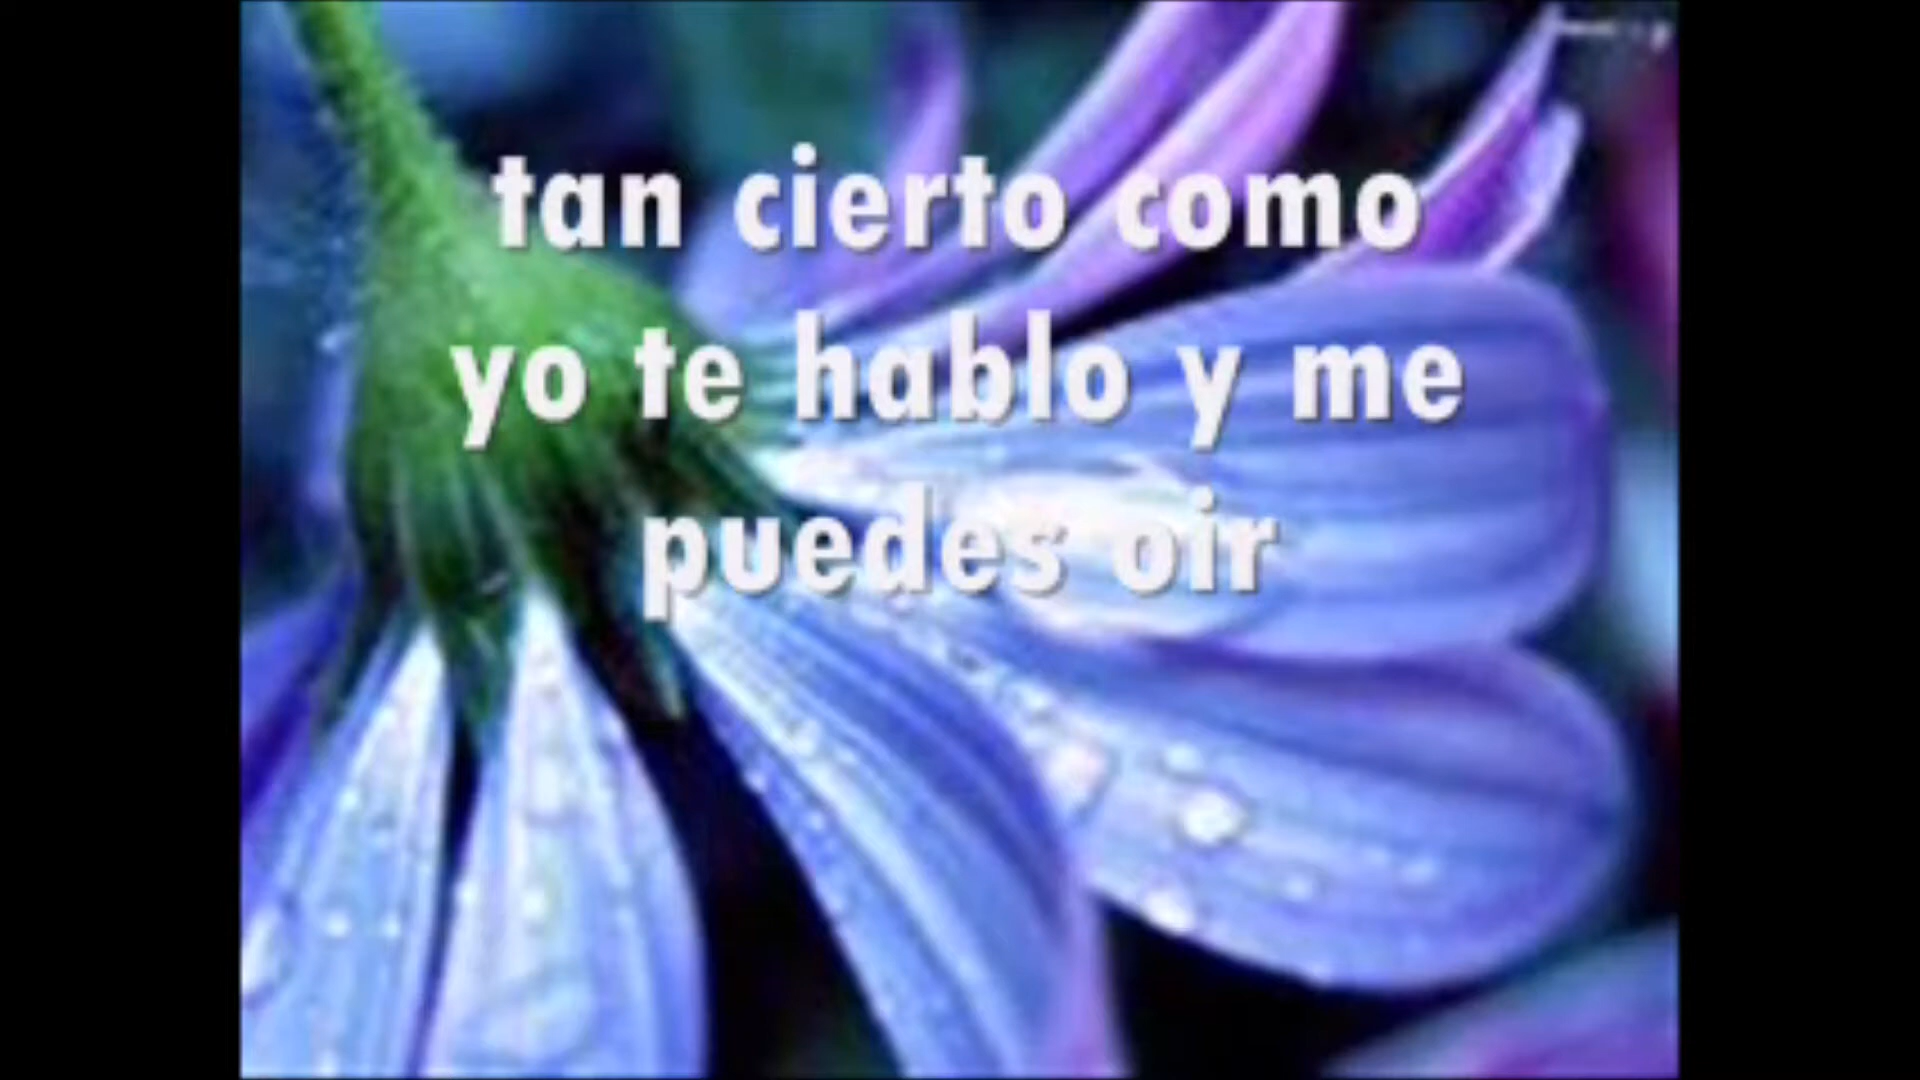 tan cierto como
yo te hablo y me
puedes oir